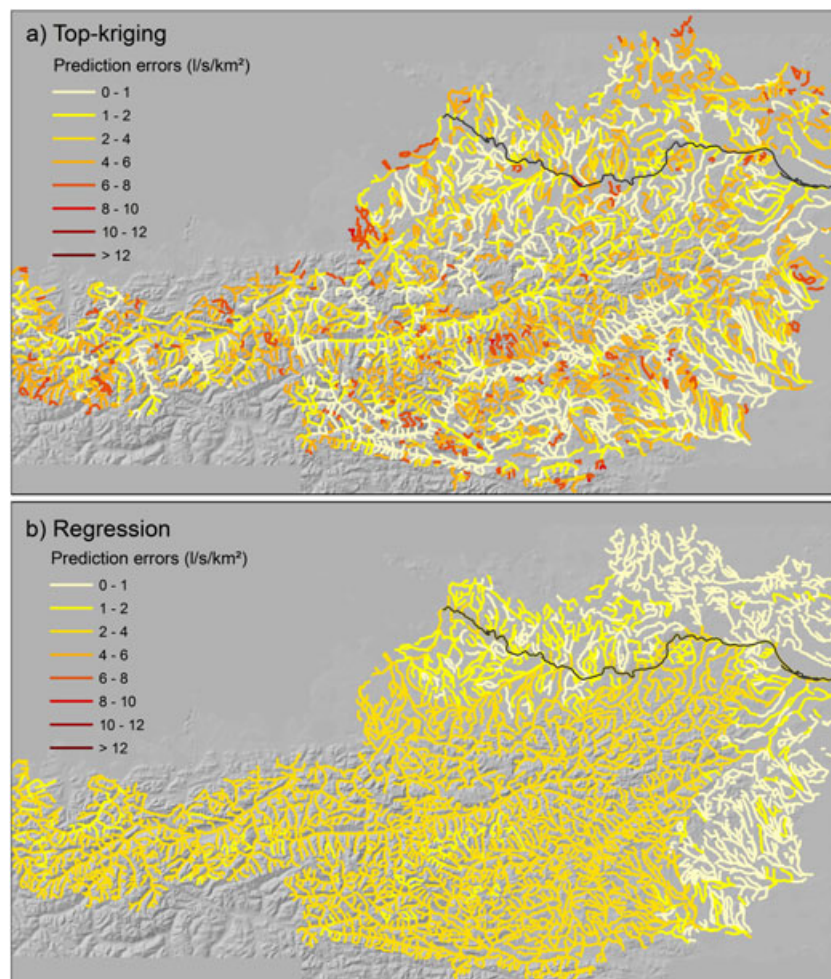 a) Top-kriging
Prediction errors (l/s/km²)
0 - 1
1 - 2
2 - 4
4 - 6
6 - 8
8 - 10
10 - 12
> 12
b) Regression
Prediction errors (l/s/km²)
0 - 1
1 - 2
2 - 4
4 - 6
6 - 8
8 - 10
10 - 12
> 12